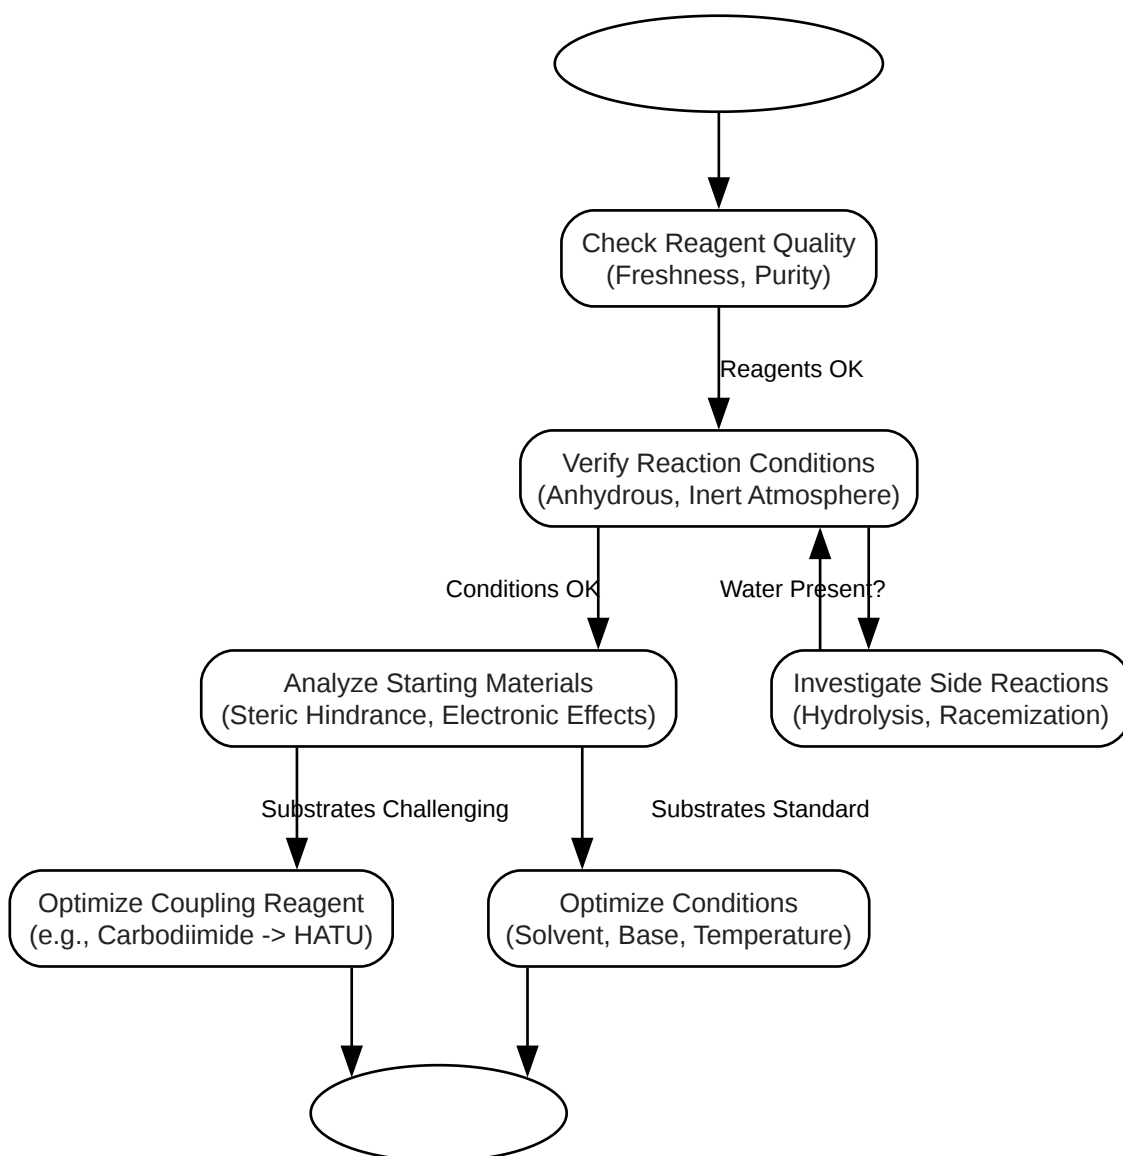 Check Reagent Quality
(Freshness, Purity)
Reagents OK
Verify Reaction Conditions
(Anhydrous, Inert Atmosphere)
Conditions OK
Water Present?
Analyze Starting Materials
(Steric Hindrance, Electronic Effects)
Investigate Side Reactions
(Hydrolysis, Racemization)
Substrates Challenging
Substrates Standard
Optimize Coupling Reagent
(e.g., Carbodiimide -> HATU)
Optimize Conditions
(Solvent, Base, Temperature)